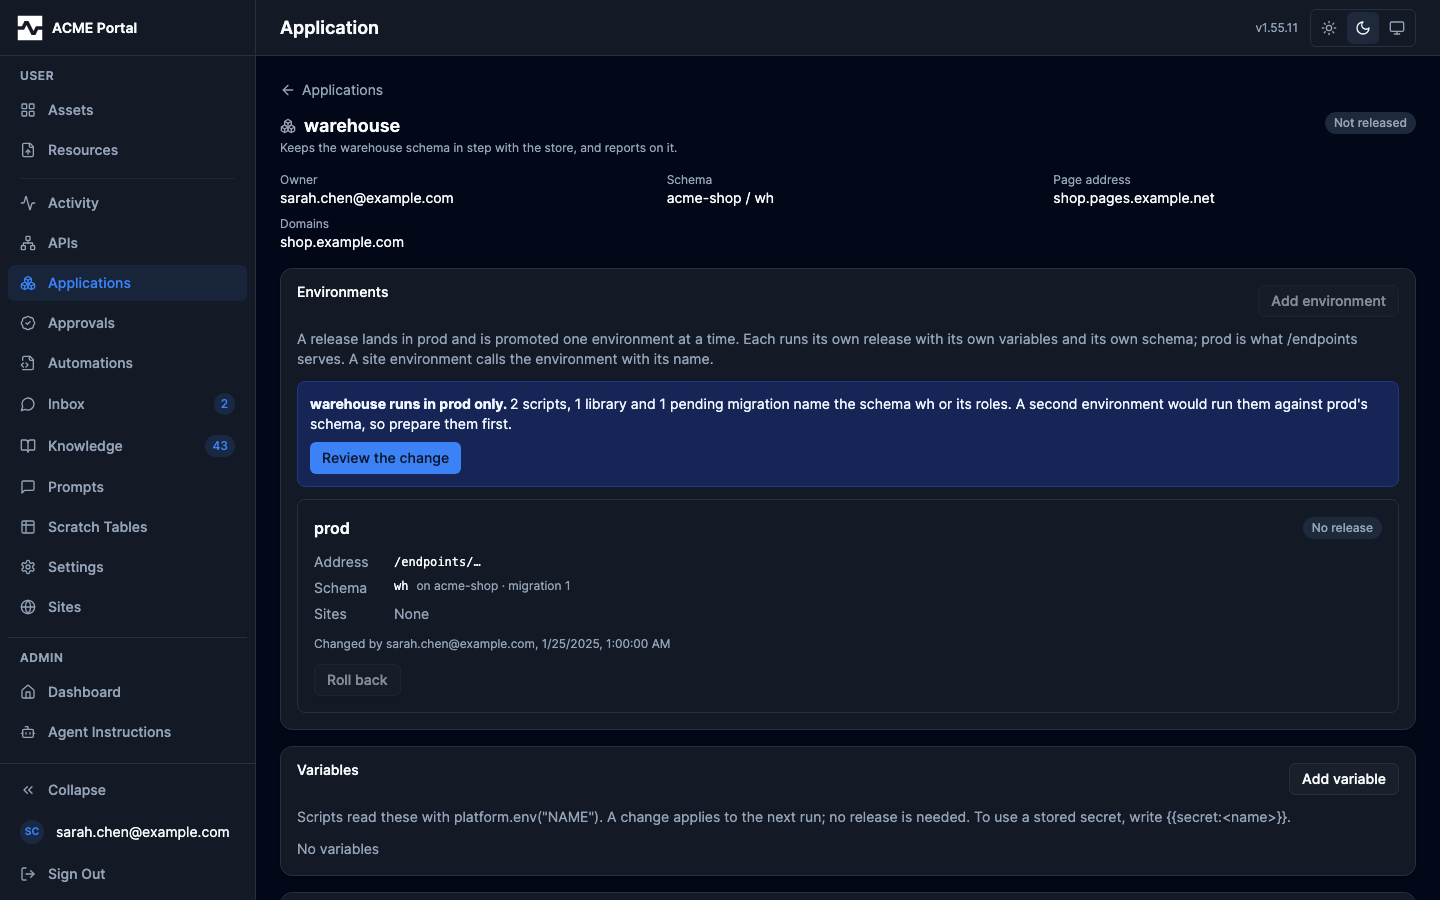 ACME Portal
USER
Assets
Resources
Activity
APIs
Applications
Approvals
Automations
Inbox 2
Knowledge 43
Prompts
Scratch Tables
Settings
Sites
ADMIN
Dashboard
Agent Instructions
Collapse
SC sarah.chen@example.com
Sign Out
Application
v1.55.11
Applications
warehouse
Not released
Keeps the warehouse schema in step with the store, and reports on it.
Owner
sarah.chen@example.com
Schema
acme-shop / wh
Page address
shop.pages.example.net
Domains
shop.example.com
Environments
Add environment
A release lands in prod and is promoted one environment at a time. Each runs its own release with its own variables and its own schema; prod is what /endpoints
serves. A site environment calls the environment with its name.
warehouse runs in prod only. 2 scripts, 1 library and 1 pending migration name the schema wh or its roles. A second environment would run them against prod's
schema, so prepare them first.
Review the change
prod
No release
Address /endpoints/…
Schema wh on acme-shop · migration 1
Sites None
Changed by sarah.chen@example.com, 1/25/2025, 1:00:00 AM
Roll back
Variables
Add variable
Scripts read these with platform.env("NAME"). A change applies to the next run; no release is needed. To use a stored secret, write {{secret:<name>}}.
No variables